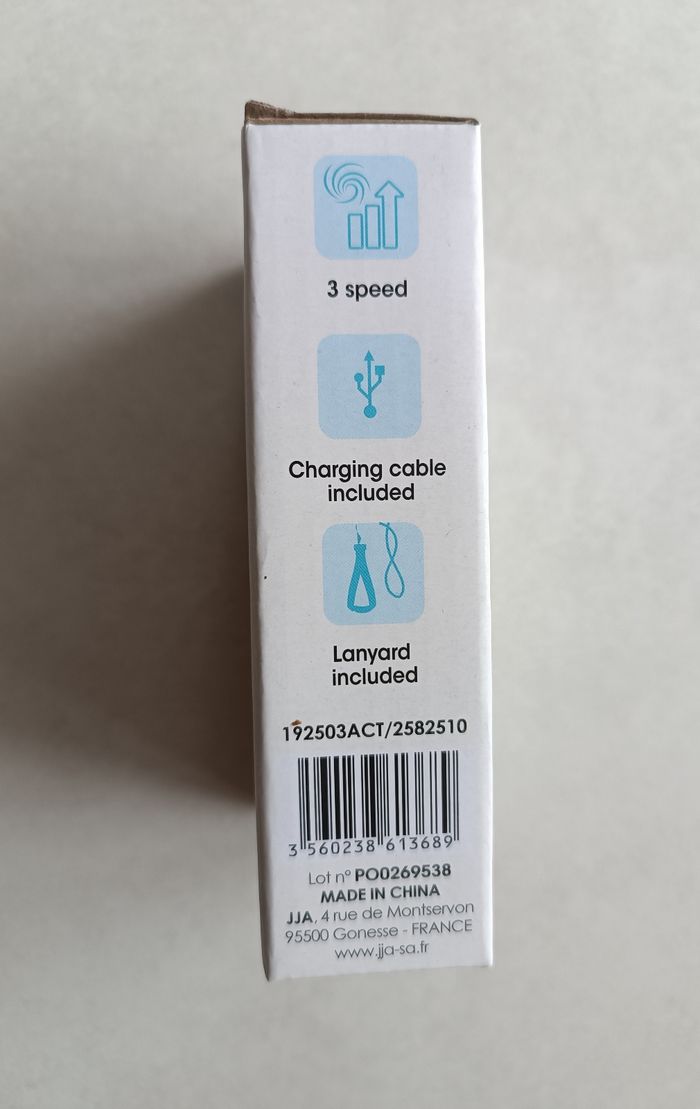 3 speed
Charging cable
included
Lanyard
included
192503ACT/2582510
3 560238 613689
Lot n° PO0269538
MADE IN CHINA
JJA, 4 rue de Montservon
95500 Gonesse - FRANCE
www.jja-sa.fr